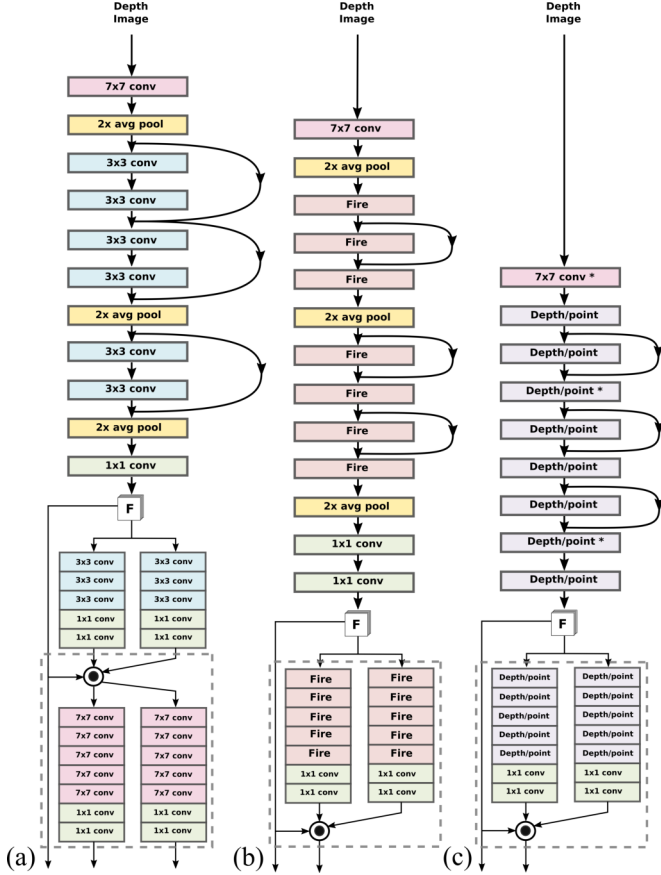 Depth
Image
7x7 conv
2x avg pool
3x3 conv
3x3 conv
3x3 conv
3x3 conv
2x avg pool
3x3 conv
3x3 conv
2x avg pool
1x1 conv
F
3x3 conv
3x3 conv
3x3 conv
1x1 conv
1x1 conv
3x3 conv
3x3 conv
3x3 conv
1x1 conv
1x1 conv
7x7 conv
7x7 conv
7x7 conv
7x7 conv
7x7 conv
1x1 conv
1x1 conv
7x7 conv
7x7 conv
7x7 conv
7x7 conv
7x7 conv
1x1 conv
1x1 conv
(a)
Depth
Image
7x7 conv
2x avg pool
Fire
Fire
Fire
2x avg pool
Fire
Fire
Fire
Fire
2x avg pool
1x1 conv
1x1 conv
F
Fire
Fire
Fire
Fire
Fire
1x1 conv
1x1 conv
Fire
Fire
Fire
Fire
Fire
1x1 conv
1x1 conv
(b)
Depth
Image
7x7 conv *
Depth/point
Depth/point
Depth/point *
Depth/point
Depth/point
Depth/point
Depth/point *
Depth/point
F
Depth/point
Depth/point
Depth/point
Depth/point
Depth/point
1x1 conv
1x1 conv
Depth/point
Depth/point
Depth/point
Depth/point
Depth/point
1x1 conv
1x1 conv
(c)